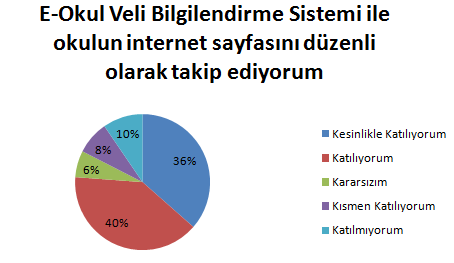 E-Okul Veli Bilgilendirme Sistemi ile
okulun internet sayfasını düzenli
olarak takip ediyorum
10%
8%
36%
6%
40%
Kesinlikle Katılıyorum
Katılıyorum
Kararsızım
Kısmen Katılıyorum
Katılmıyorum